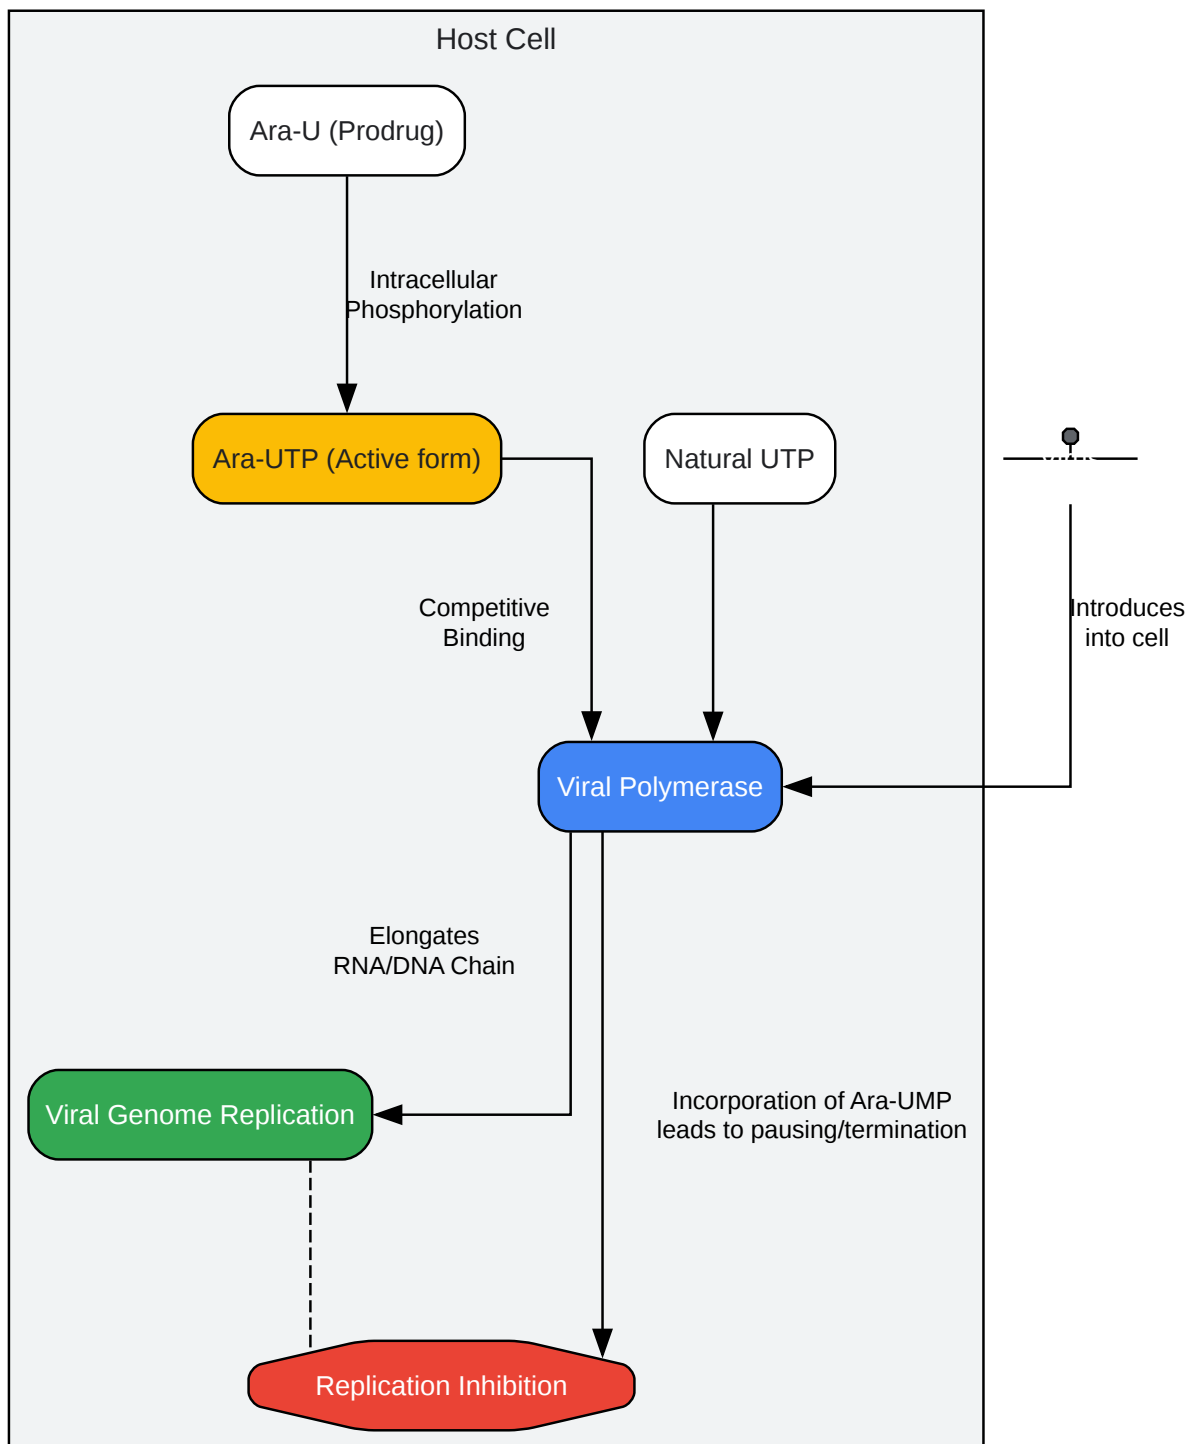 Host Cell
Ara-U (Prodrug)
Intracellular
Phosphorylation
Ara-UTP (Active form)
Natural UTP
Competitive
Binding
Introduces
into cell
Viral Polymerase
Elongates
RNA/DNA Chain
Viral Genome Replication
Incorporation of Ara-UMP
leads to pausing/termination
Replication Inhibition